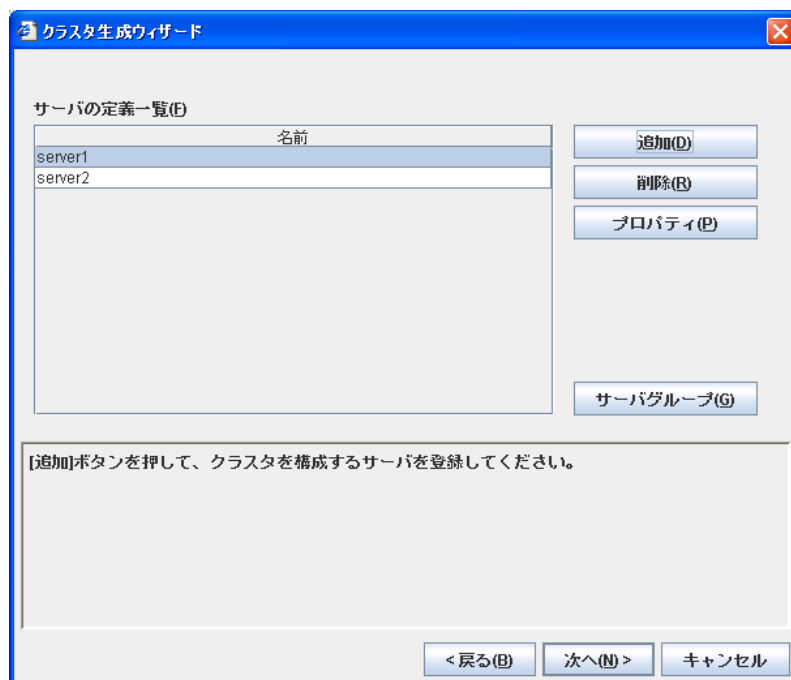 クラスタ生成ウィザード
サーバの定義一覧(F)
名前
server1
server2
追加(D)
削除(R)
プロパティ(P)
サーバグループ(G)
[追加]ボタンを押して、クラスタを構成するサーバを登録してください。
<戻る(B)
次へ(N)>
キャンセル